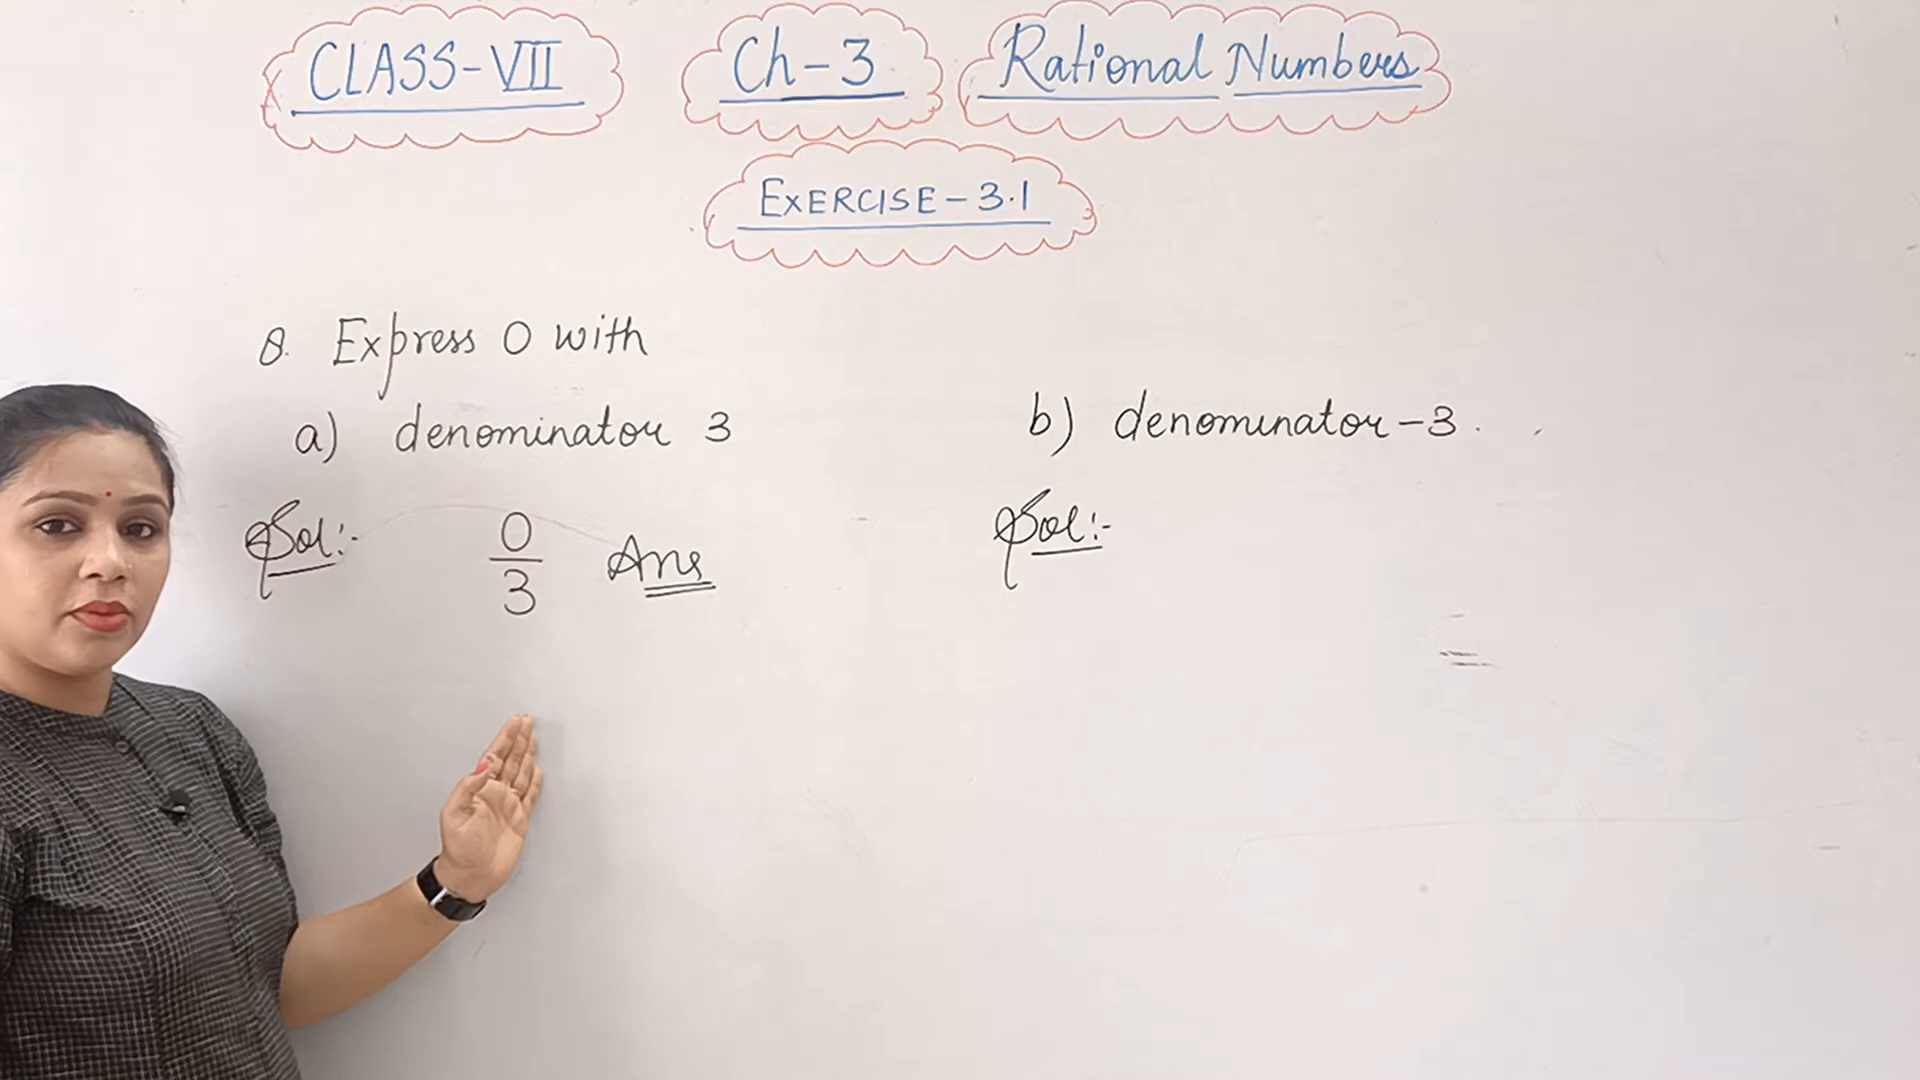 CLASS-VII
Ch-3
Rational Numbers
EXERCISE-3.1
8. Express 0 with
a) denominator 3
b) denominator -3.
Sol:-
0
3
Ans
Sol:-